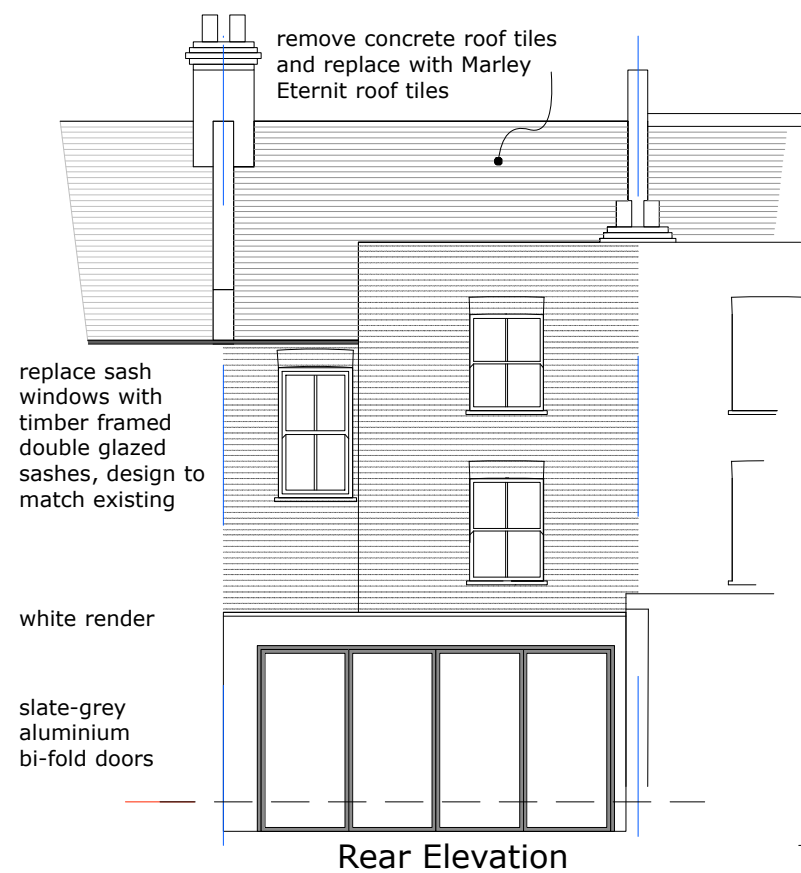 remove concrete roof tiles
and replace with Marley
Eternit roof tiles
replace sash
windows with
timber framed
double glazed
sashes, design to
match existing
white render
slate-grey
aluminium
bi-fold doors
Rear Elevation